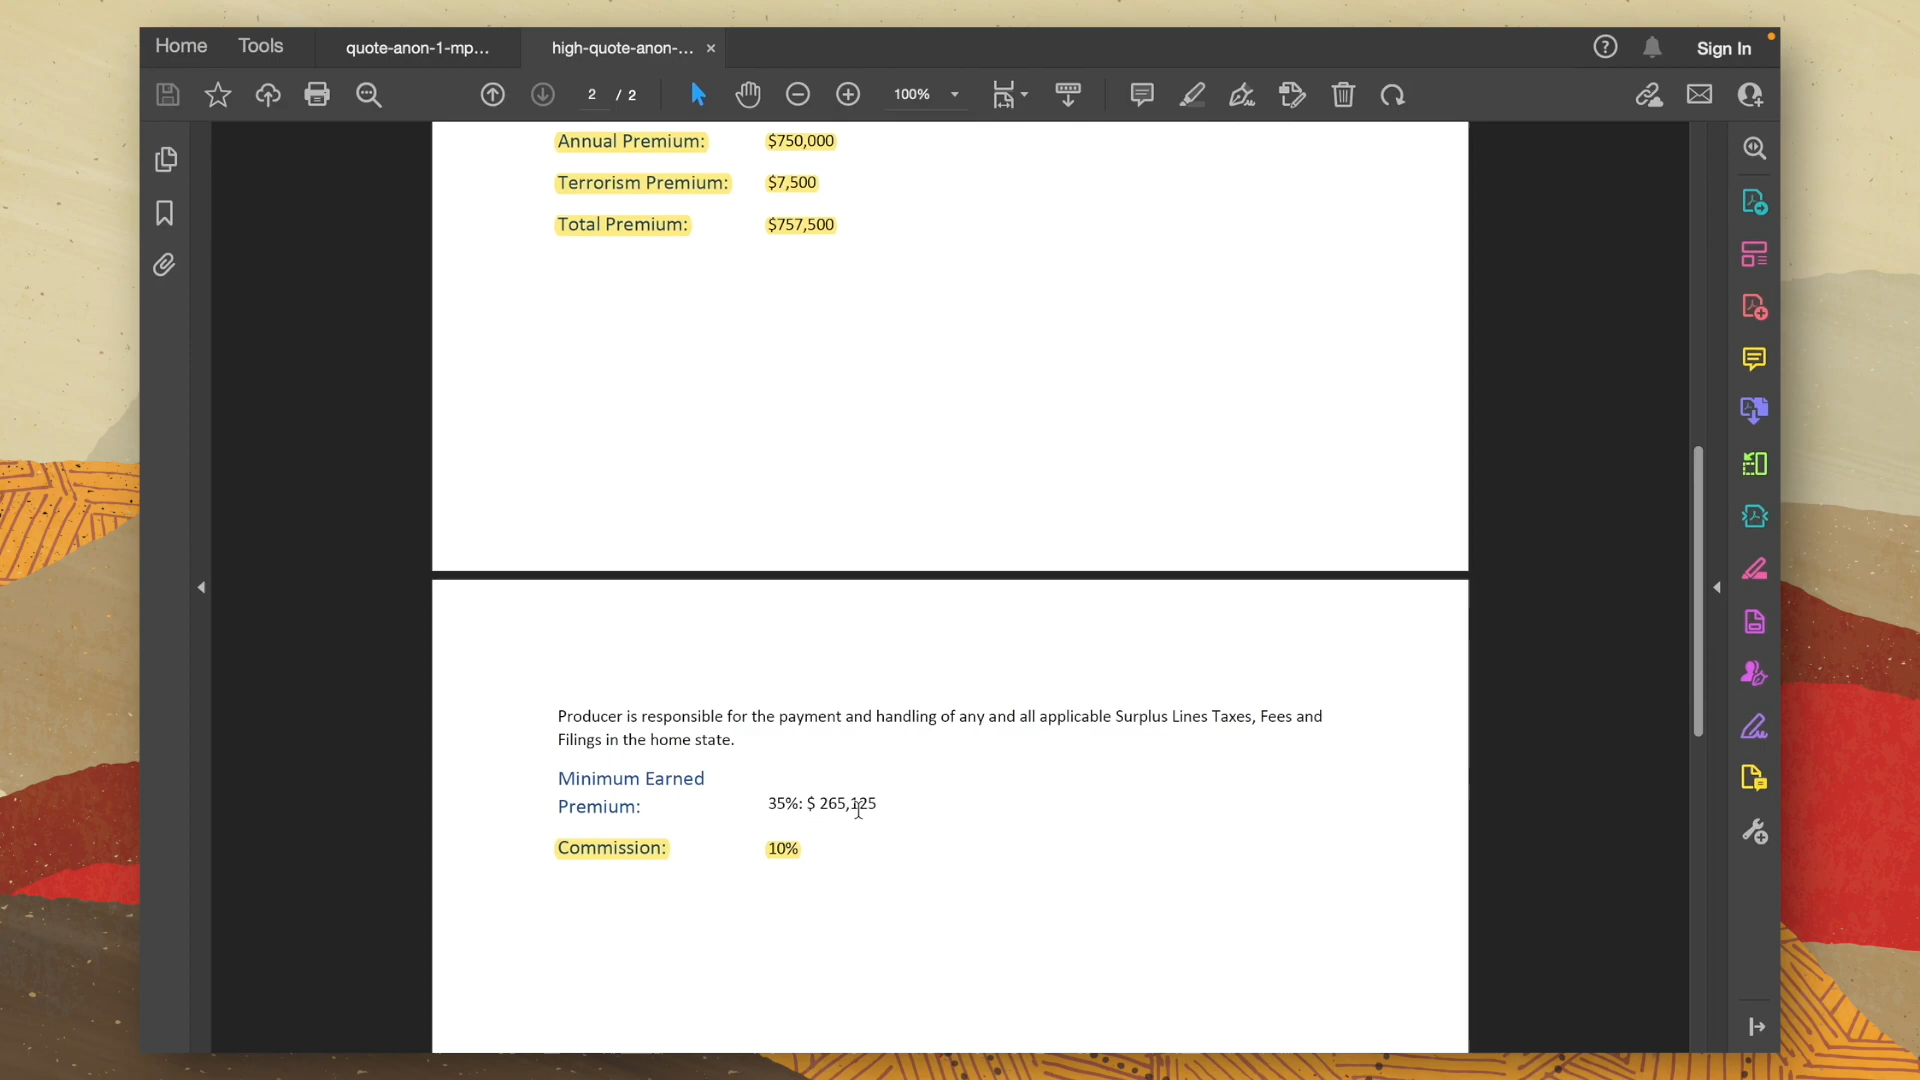 Home Tools quote-anon-1-mp... high-quote-anon-... × Sign In
2 / 2 100%
Annual Premium: $750,000
Terrorism Premium: $7,500
Total Premium: $757,500
Producer is responsible for the payment and handling of any and all applicable Surplus Lines Taxes, Fees and
Filings in the home state.
Minimum Earned
Premium: 35%: $ 265,125
Commission: 10%